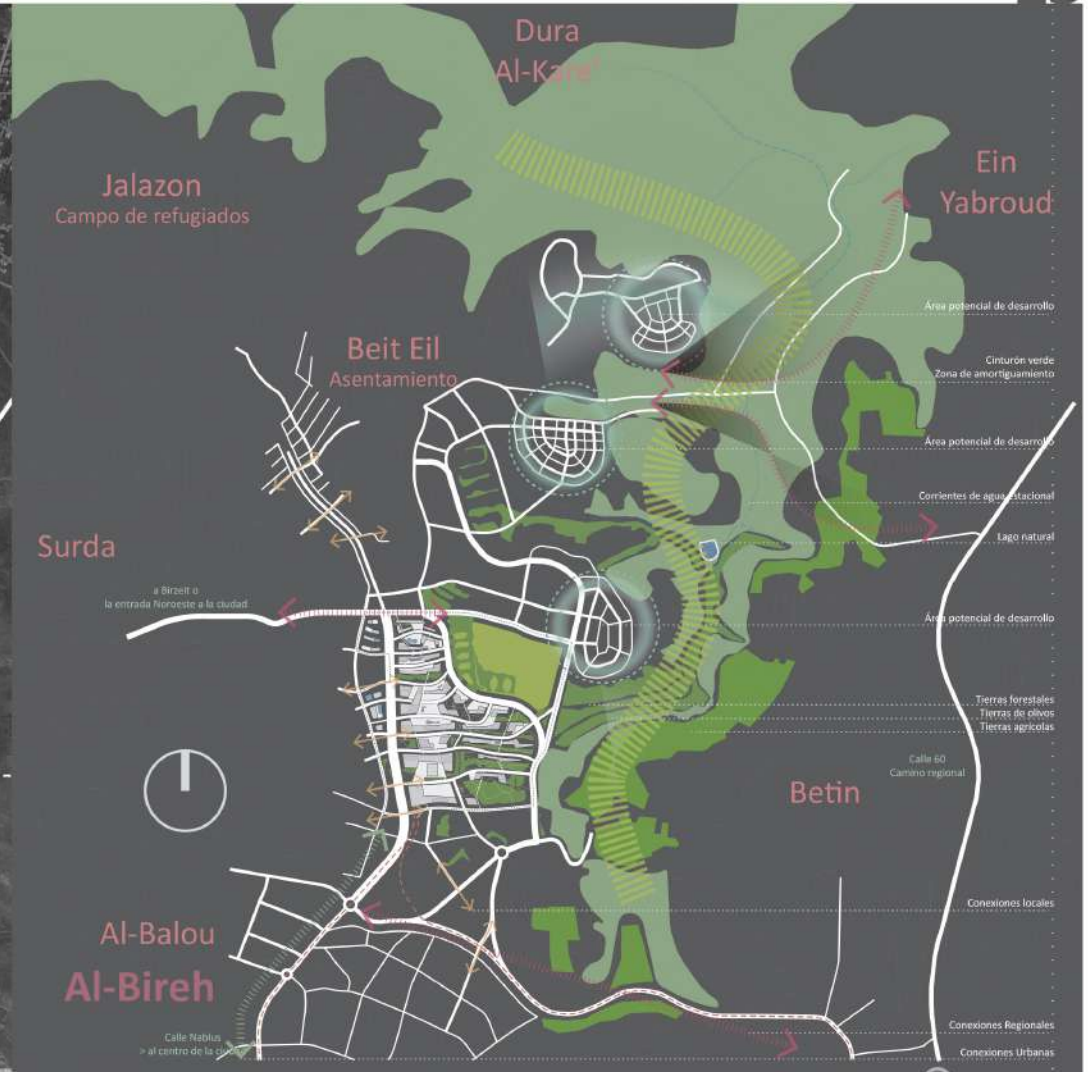 Dura
Al-Kare'
Ein
Yabroud
Jalazon
Campo de refugiados
Área potencial de desarrollo
Beit Eil
Asentamiento
Cinturón verde
Zona de amortiguamiento
Área potencial de desarrollo
Corrientes de agua estacional
Surda
Lago natural
a Birzeit o
la entrada Noroeste a la ciudad
Área potencial de desarrollo
Tierras forestales
Tierras de olivos
Tierras agrícolas
Calle 60
Camino regional
Betin
Conexiones locales
Al-Balou
Al-Bireh
Conexiones Regionales
Calle Nablus
> al centro de la ciudad
Conexiones Urbanas